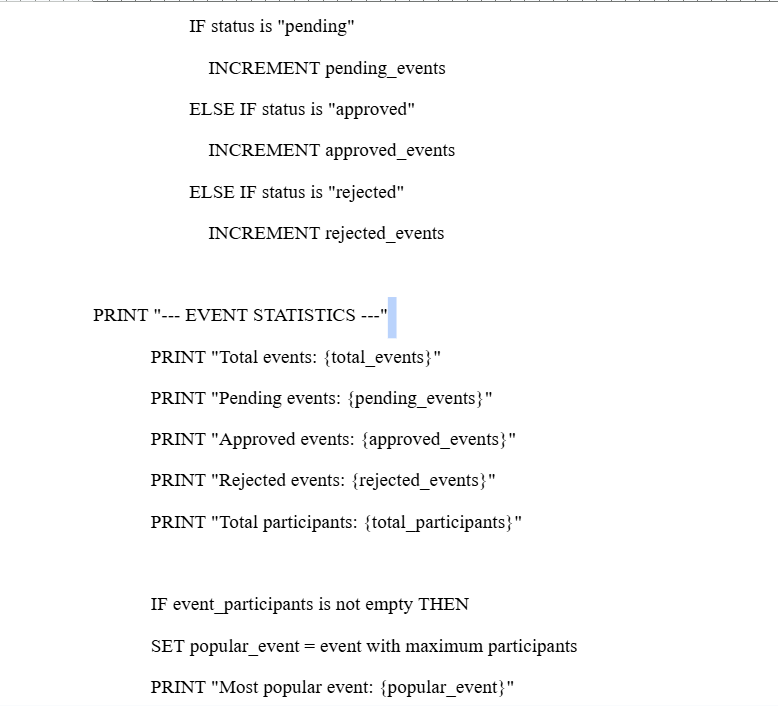 IF status is "pending"
INCREMENT pending_events
ELSE IF status is "approved"
INCREMENT approved_events
ELSE IF status is "rejected"
INCREMENT rejected_events
PRINT "--- EVENT STATISTICS ---"
PRINT "Total events: {total_events}"
PRINT "Pending events: {pending_events}"
PRINT "Approved events: {approved_events}"
PRINT "Rejected events: {rejected_events}"
PRINT "Total participants: {total_participants}"
IF event_participants is not empty THEN
SET popular_event = event with maximum participants
PRINT "Most popular event: {popular_event}"